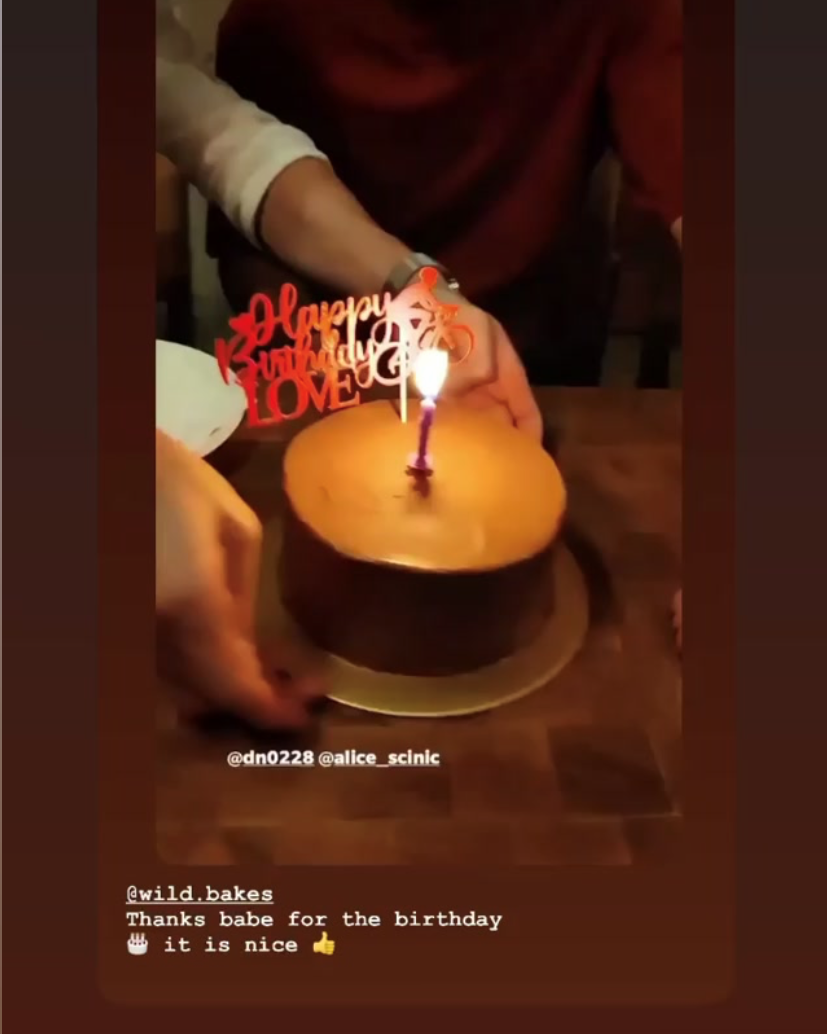 Happy
Birthday
LOVE
@dn0228 @alice_scinic
@wild.bakes
Thanks babe for the birthday
🎂 it is nice 👍